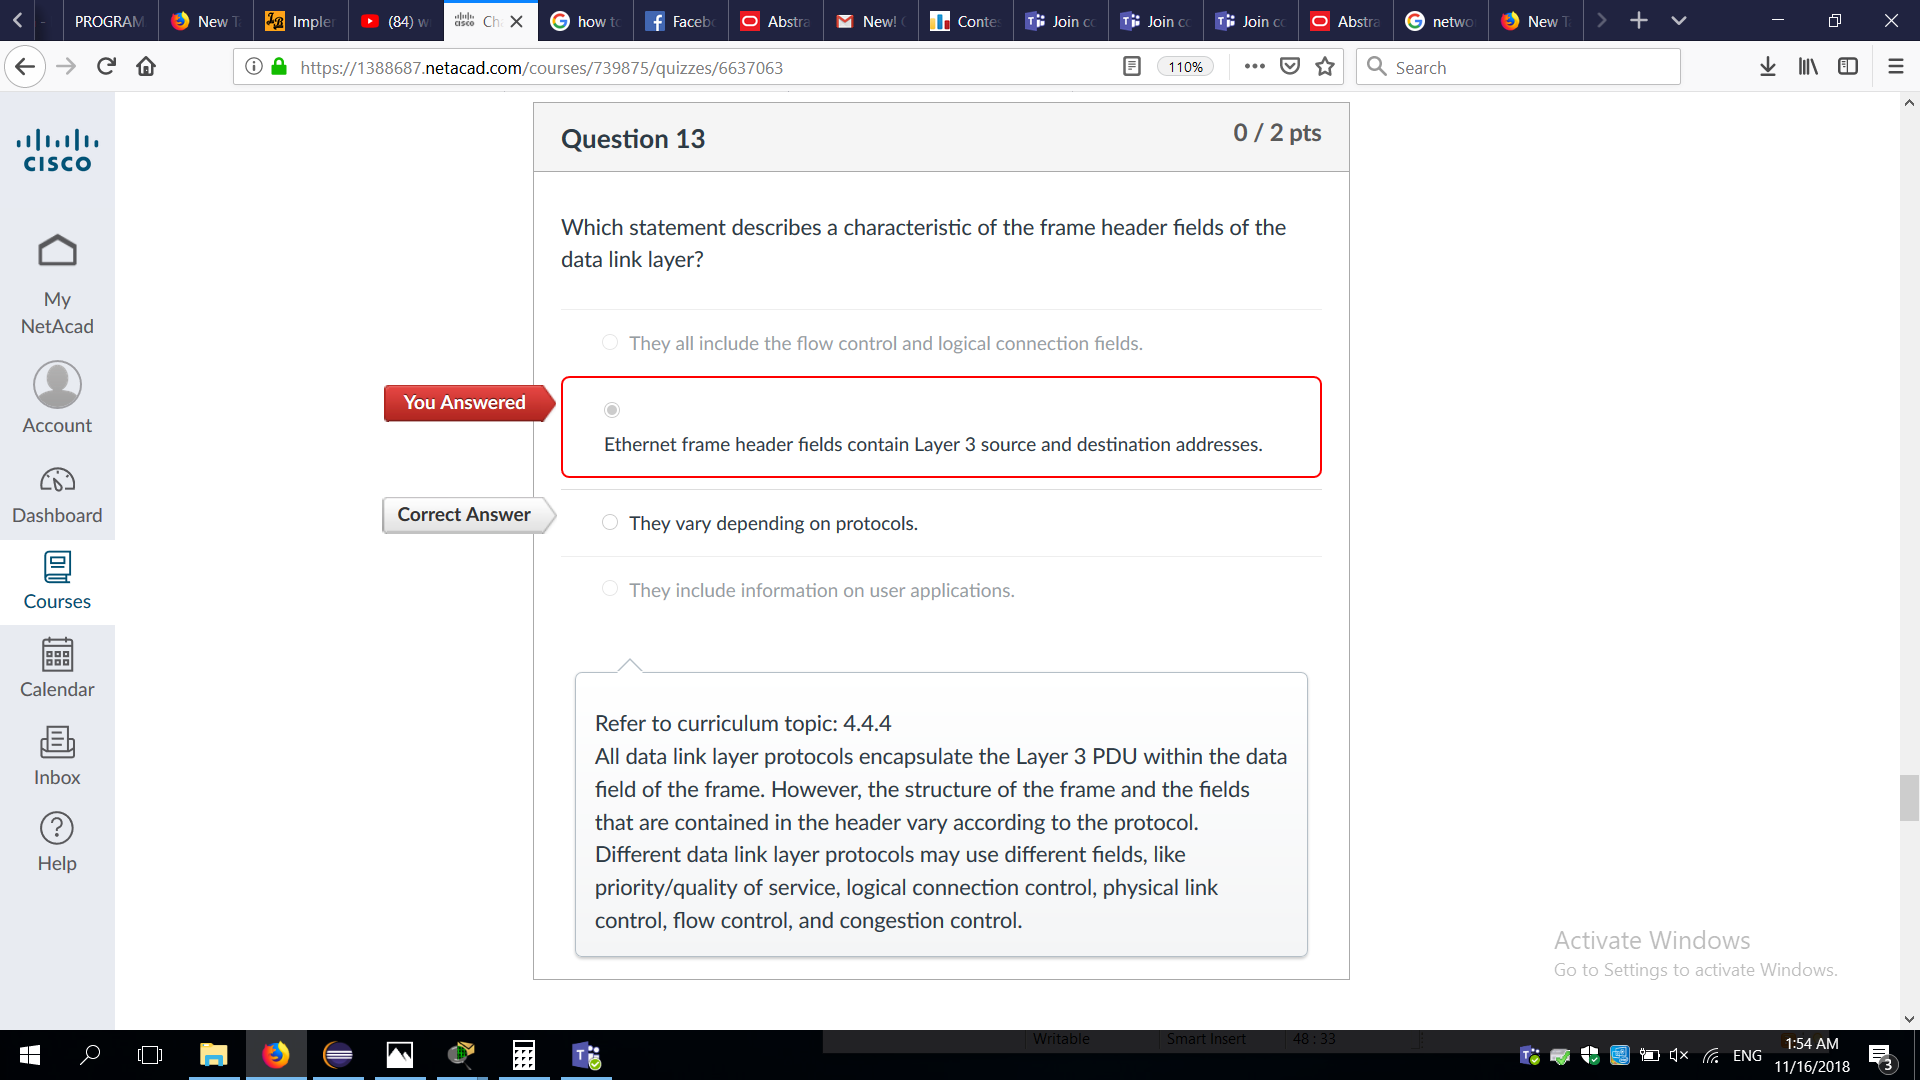 PROGRAM
New T
Impler
(84) w
Ch
how to
Facebo
Abstra
New! 
Contes
Join co
Join co
Join co
Abstra
netwo
New T
https://1388687.netacad.com/courses/739875/quizzes/6637063
110%
Search
CISCO
My
NetAcad
Account
Dashboard
Courses
Calendar
Inbox
Help
Question 13
0 / 2 pts
Which statement describes a characteristic of the frame header fields of the
data link layer?
They all include the flow control and logical connection fields.
You Answered
Ethernet frame header fields contain Layer 3 source and destination addresses.
Correct Answer
They vary depending on protocols.
They include information on user applications.
Refer to curriculum topic: 4.4.4
All data link layer protocols encapsulate the Layer 3 PDU within the data
field of the frame. However, the structure of the frame and the fields
that are contained in the header vary according to the protocol.
Different data link layer protocols may use different fields, like
priority/quality of service, logical connection control, physical link
control, flow control, and congestion control.
Activate Windows
Go to Settings to activate Windows.
Writable
Smart Insert
48 : 33
ENG
1:54 AM
11/16/2018
3